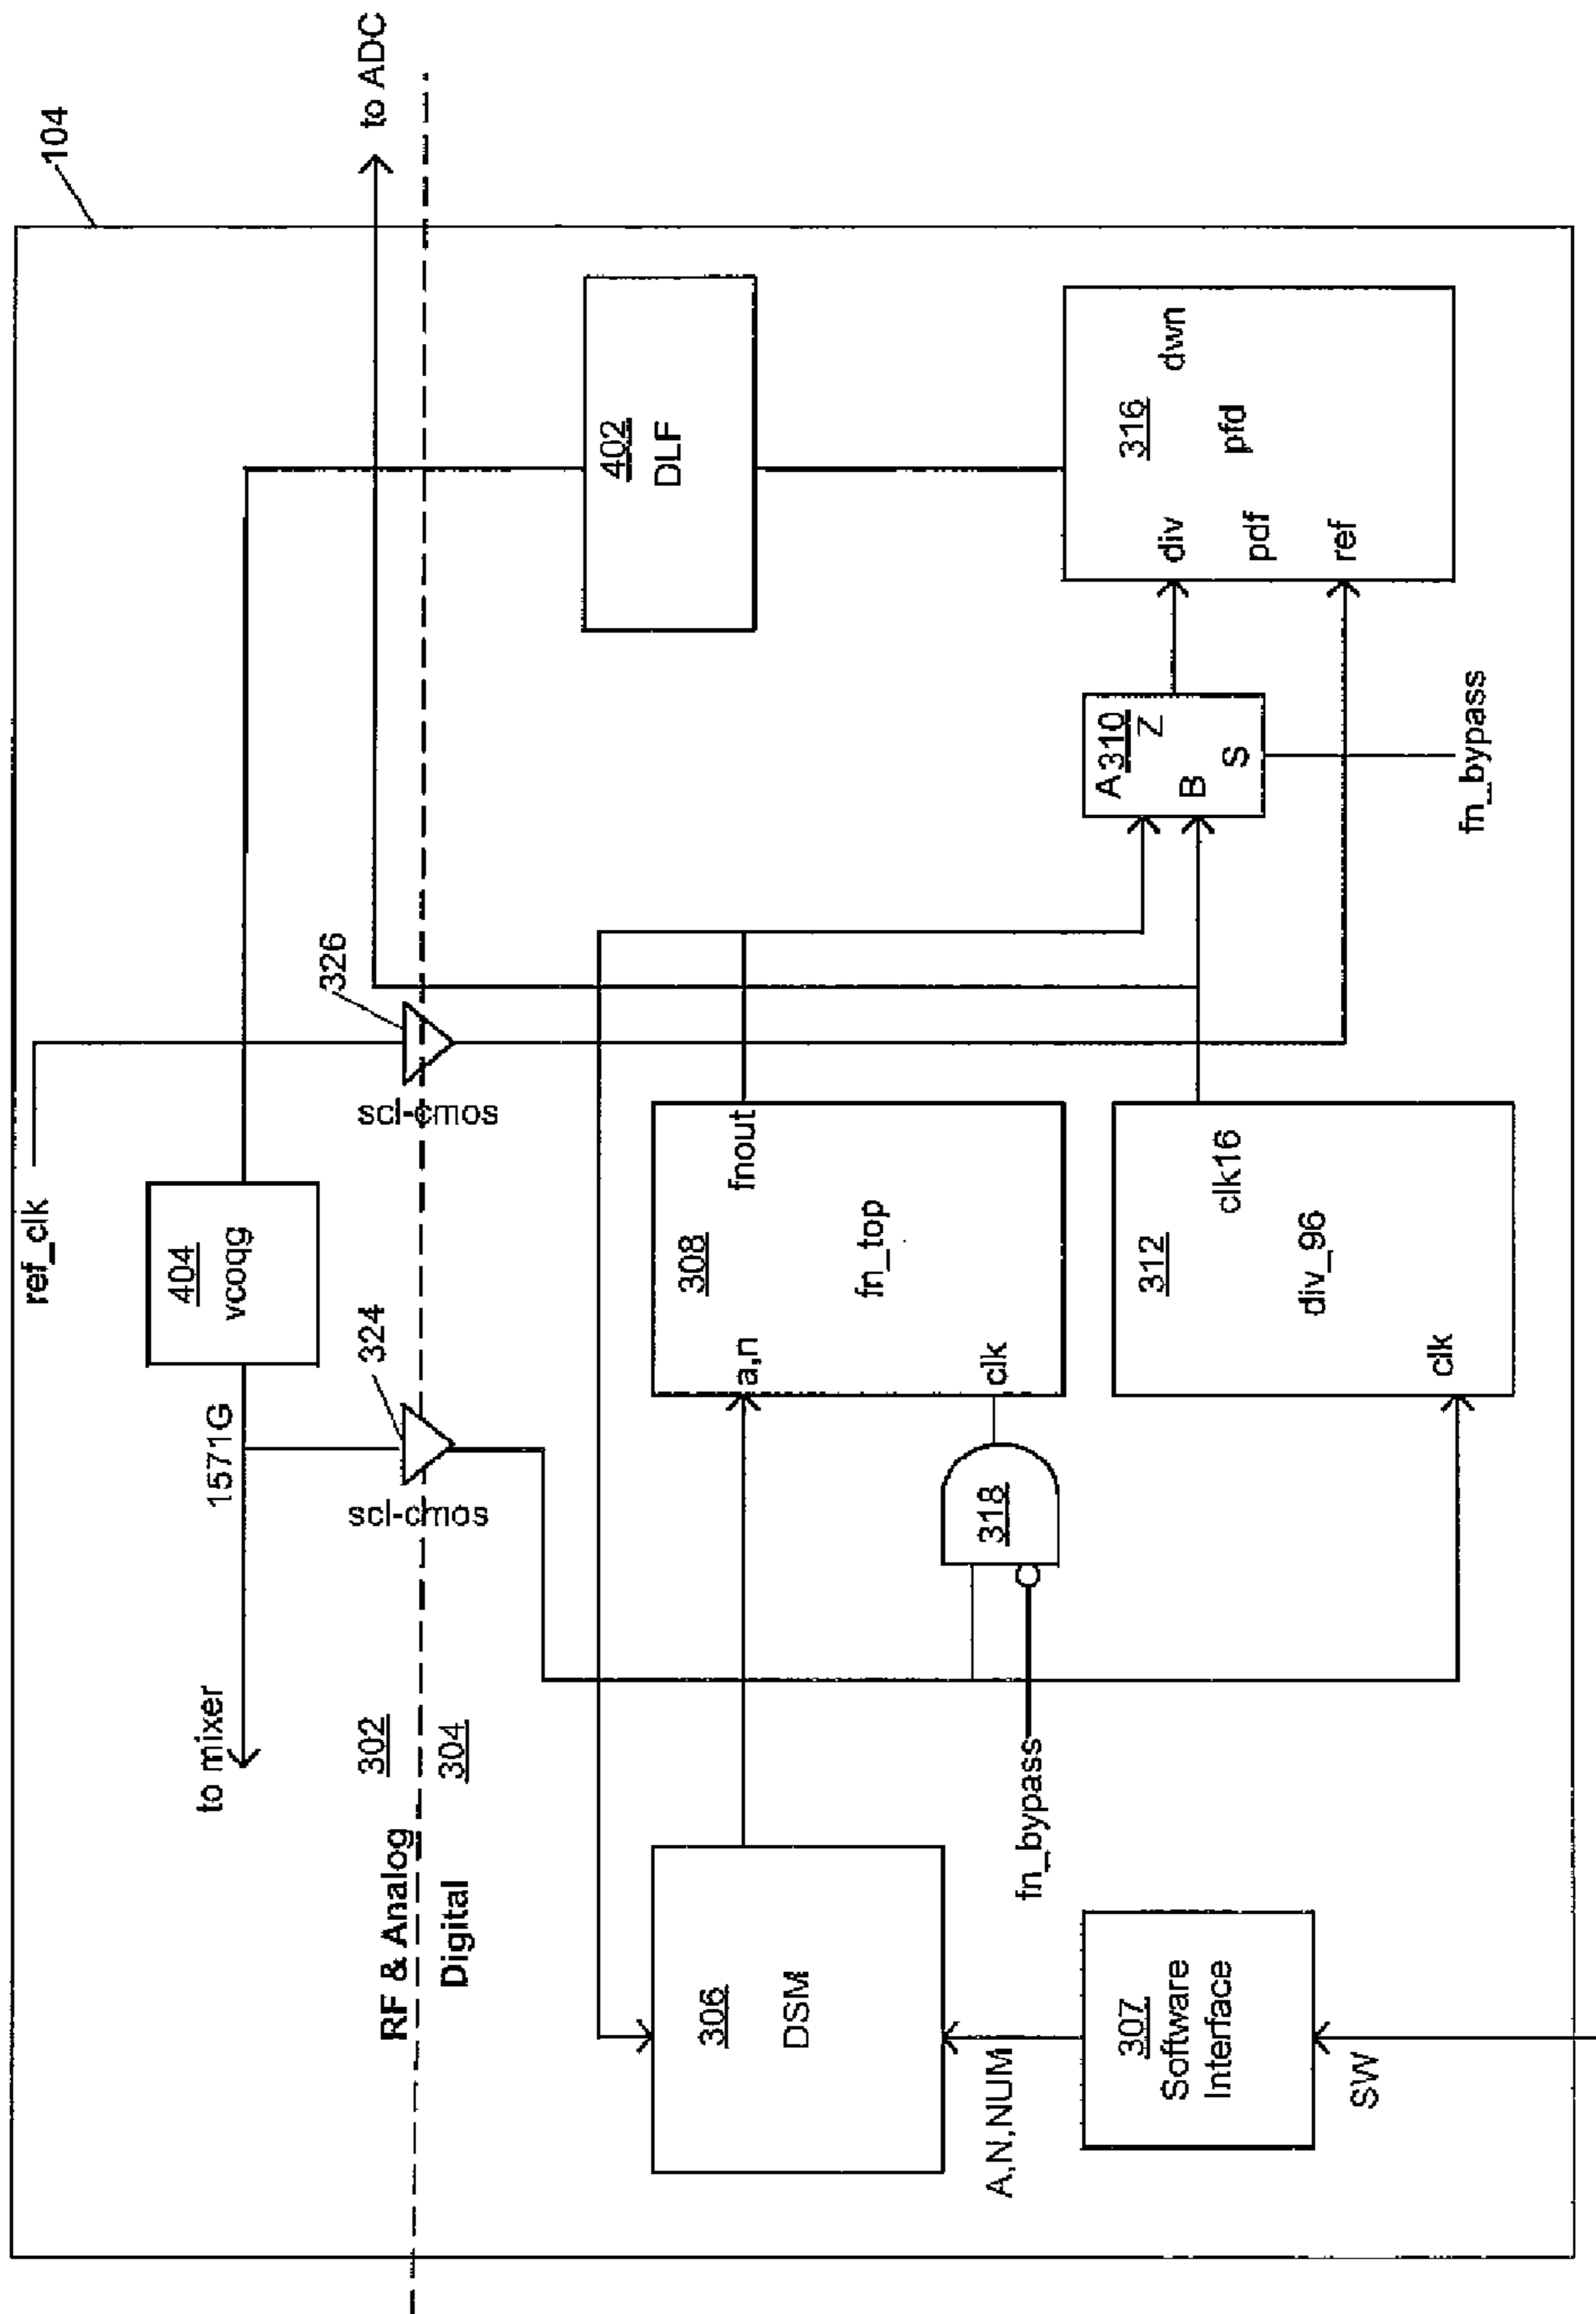 104
to ADC
ref_clk
404
vcoqg
1571G
to mixer
324
scl-cmos
326
scl-cmos
RF & Analog
302
Digital
304
306
DSM
A,N,NUM
307
Software
Interface
SW
fn_bypass
318
308
a,n
fnout
fn_top
clk
312
clk16
div_96
clk
A
310
Z
B
S
fn_bypass
402
DLF
316
div
dwn
pdf
pfd
ref